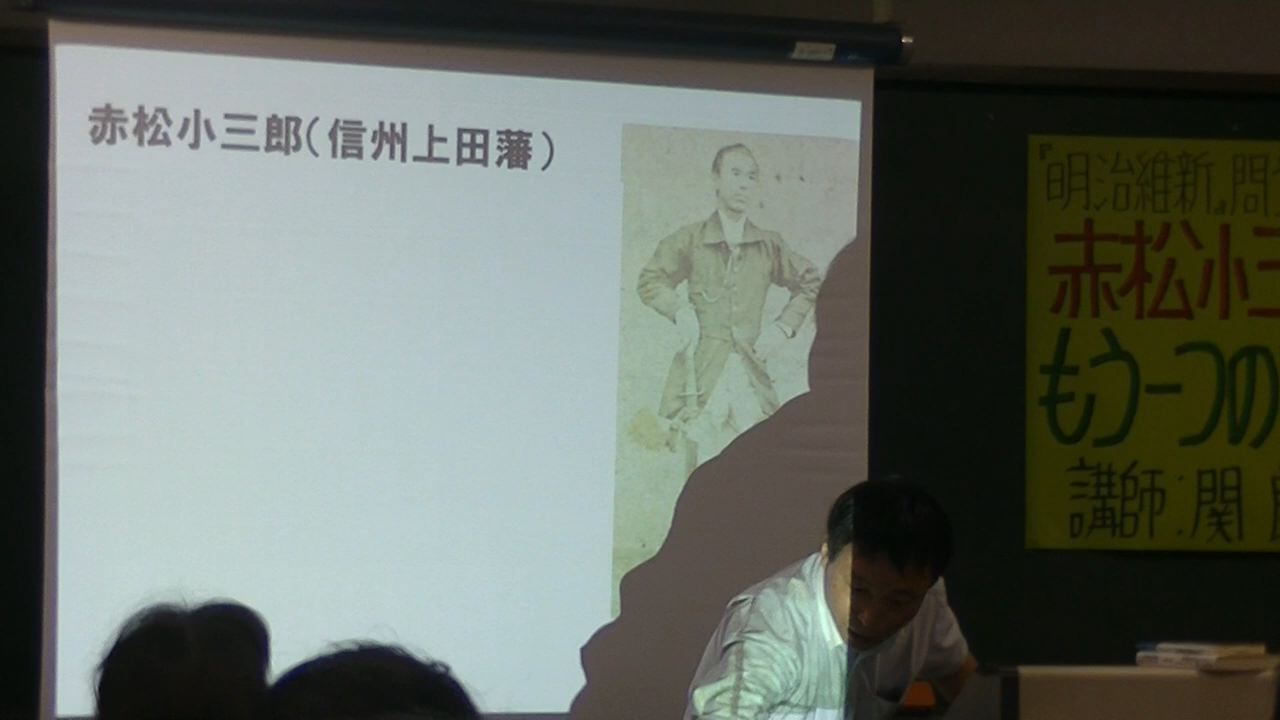 赤松小三郎(信州上田藩)
『明治維新』問
赤松小三
もう一つの
講師:関